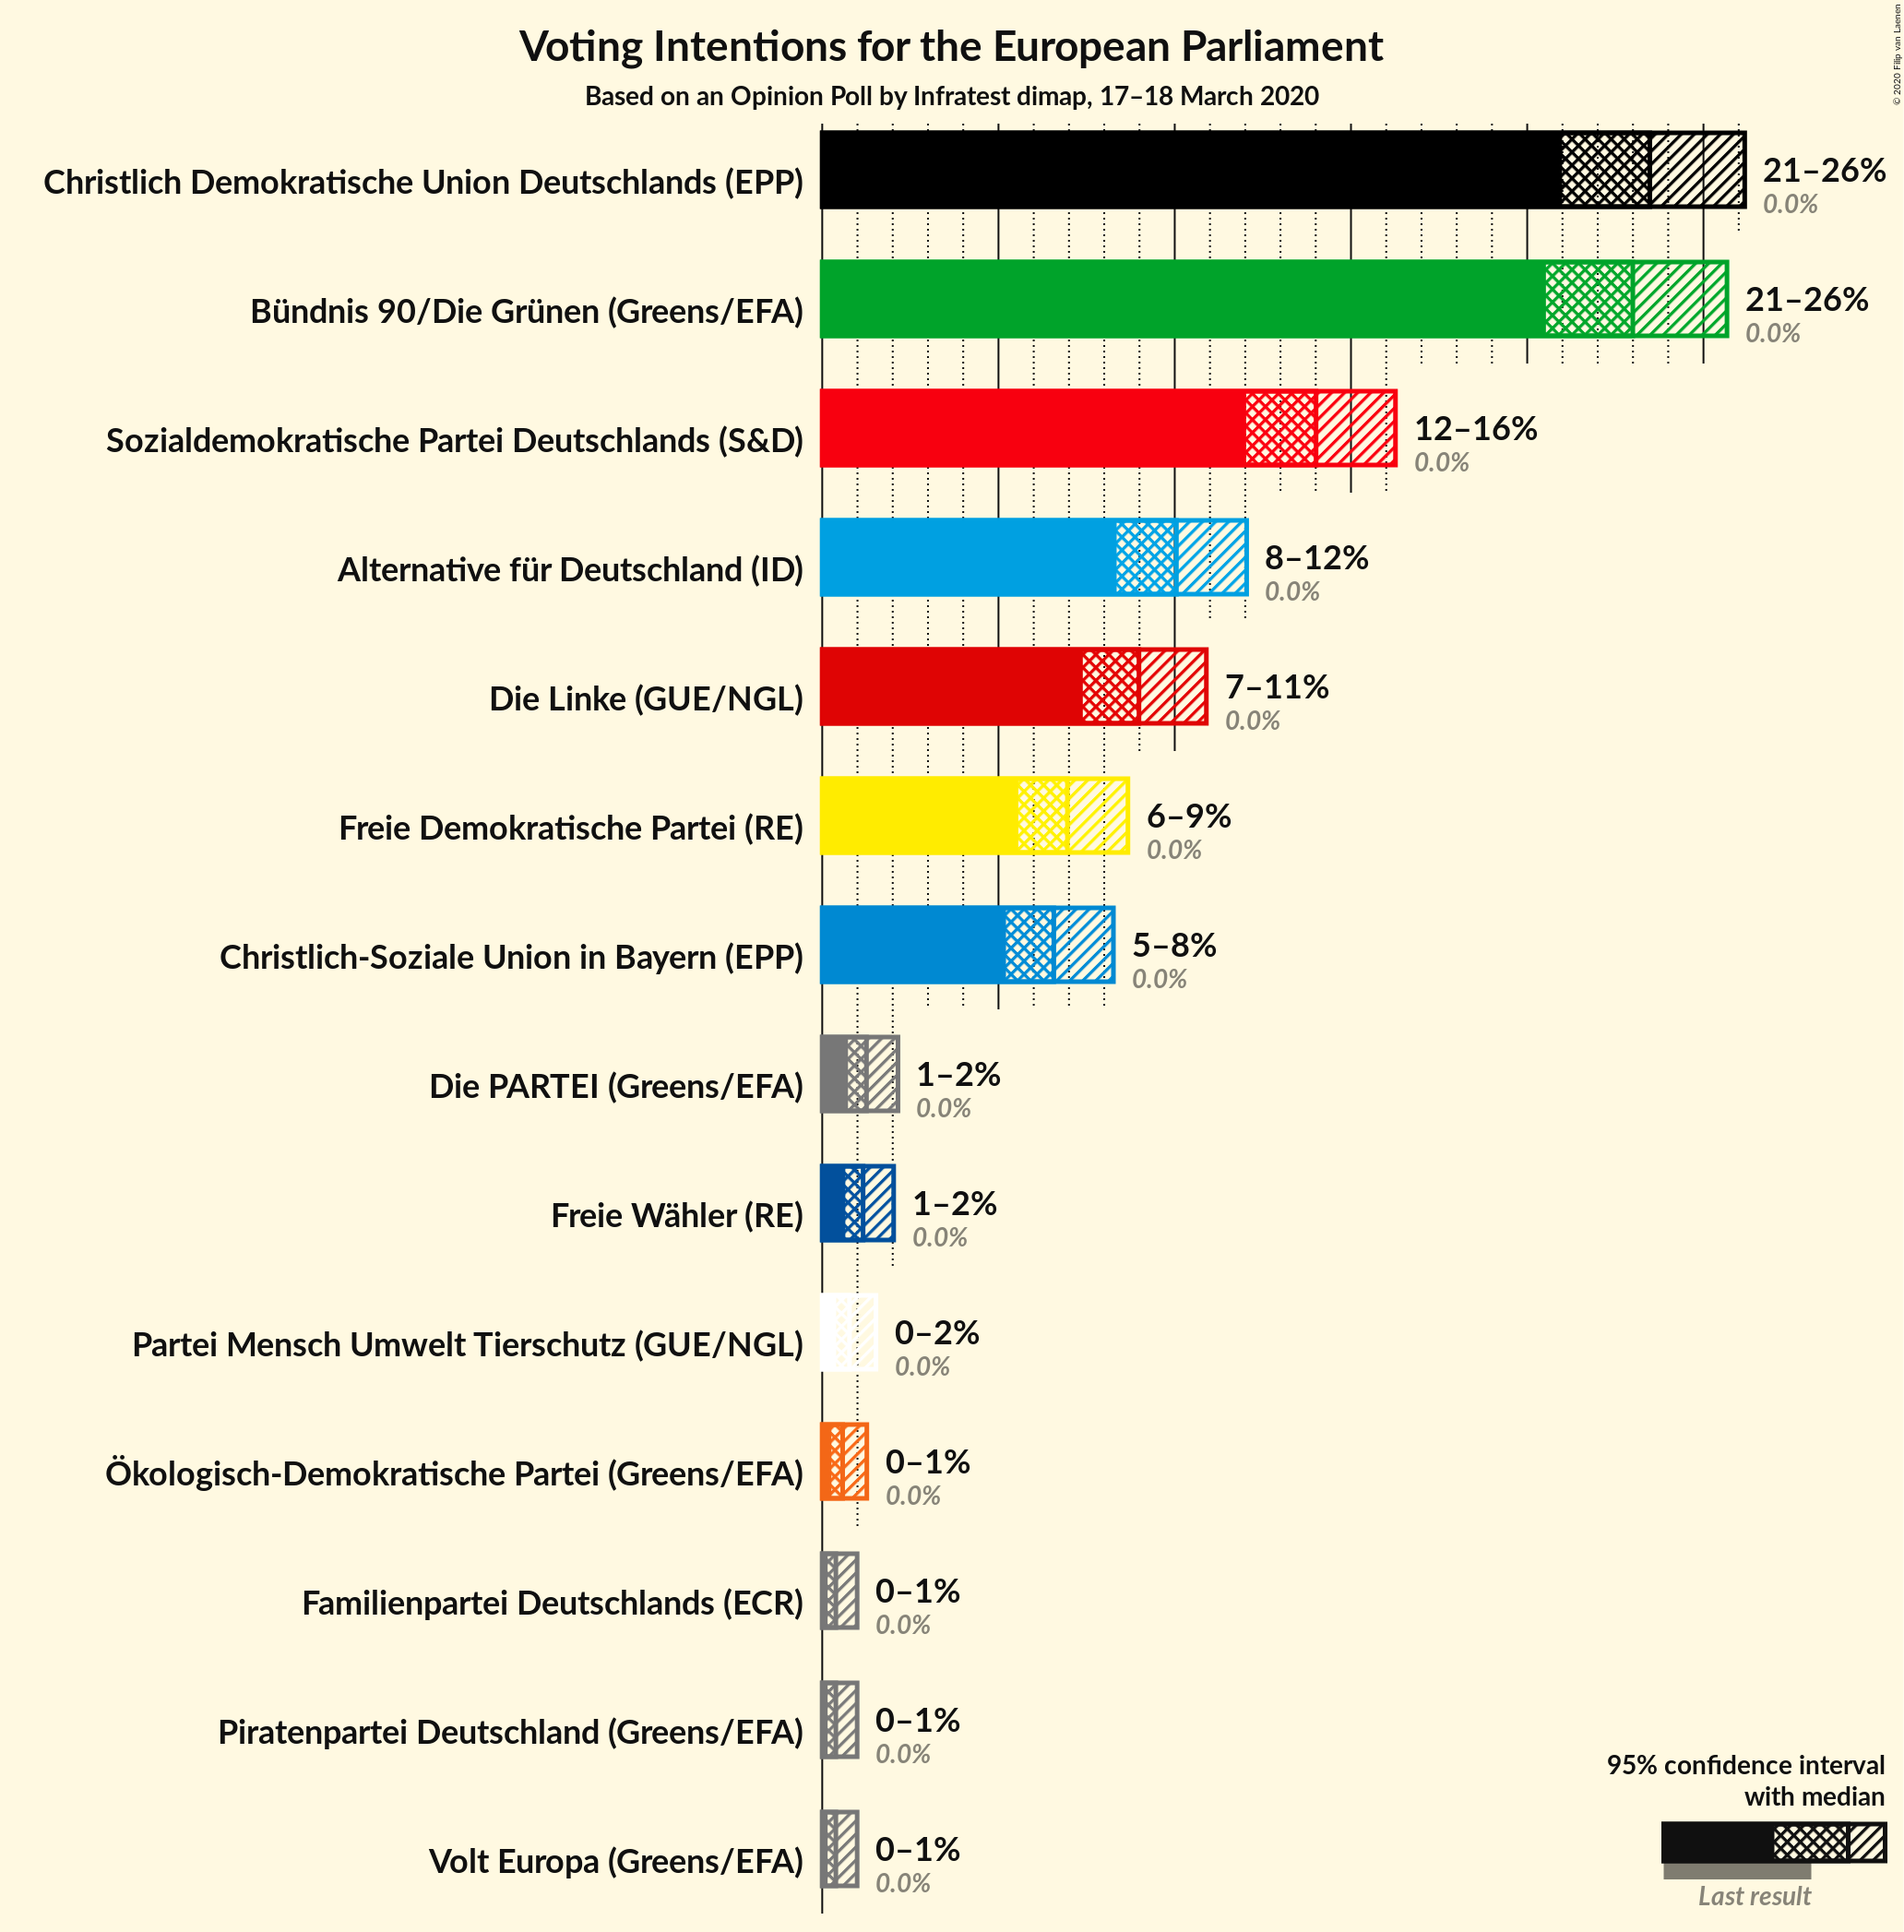 Voting Intentions for the European Parliament
Based on an Opinion Poll by Infratest dimap, 17–18 March 2020
© 2020 Filip van Laenen
Christlich Demokratische Union Deutschlands (EPP)
21–26%
0.0%
Bündnis 90/Die Grünen (Greens/EFA)
21–26%
0.0%
Sozialdemokratische Partei Deutschlands (S&D)
12–16%
0.0%
Alternative für Deutschland (ID)
8–12%
0.0%
Die Linke (GUE/NGL)
7–11%
0.0%
Freie Demokratische Partei (RE)
6–9%
0.0%
Christlich-Soziale Union in Bayern (EPP)
5–8%
0.0%
Die PARTEI (Greens/EFA)
1–2%
0.0%
Freie Wähler (RE)
1–2%
0.0%
Partei Mensch Umwelt Tierschutz (GUE/NGL)
0–2%
0.0%
Ökologisch-Demokratische Partei (Greens/EFA)
0–1%
0.0%
Familienpartei Deutschlands (ECR)
0–1%
0.0%
Piratenpartei Deutschland (Greens/EFA)
0–1%
0.0%
Volt Europa (Greens/EFA)
0–1%
0.0%
95% confidence interval
with median
Last result